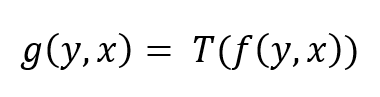 g(y,x) = T(f(y,x))